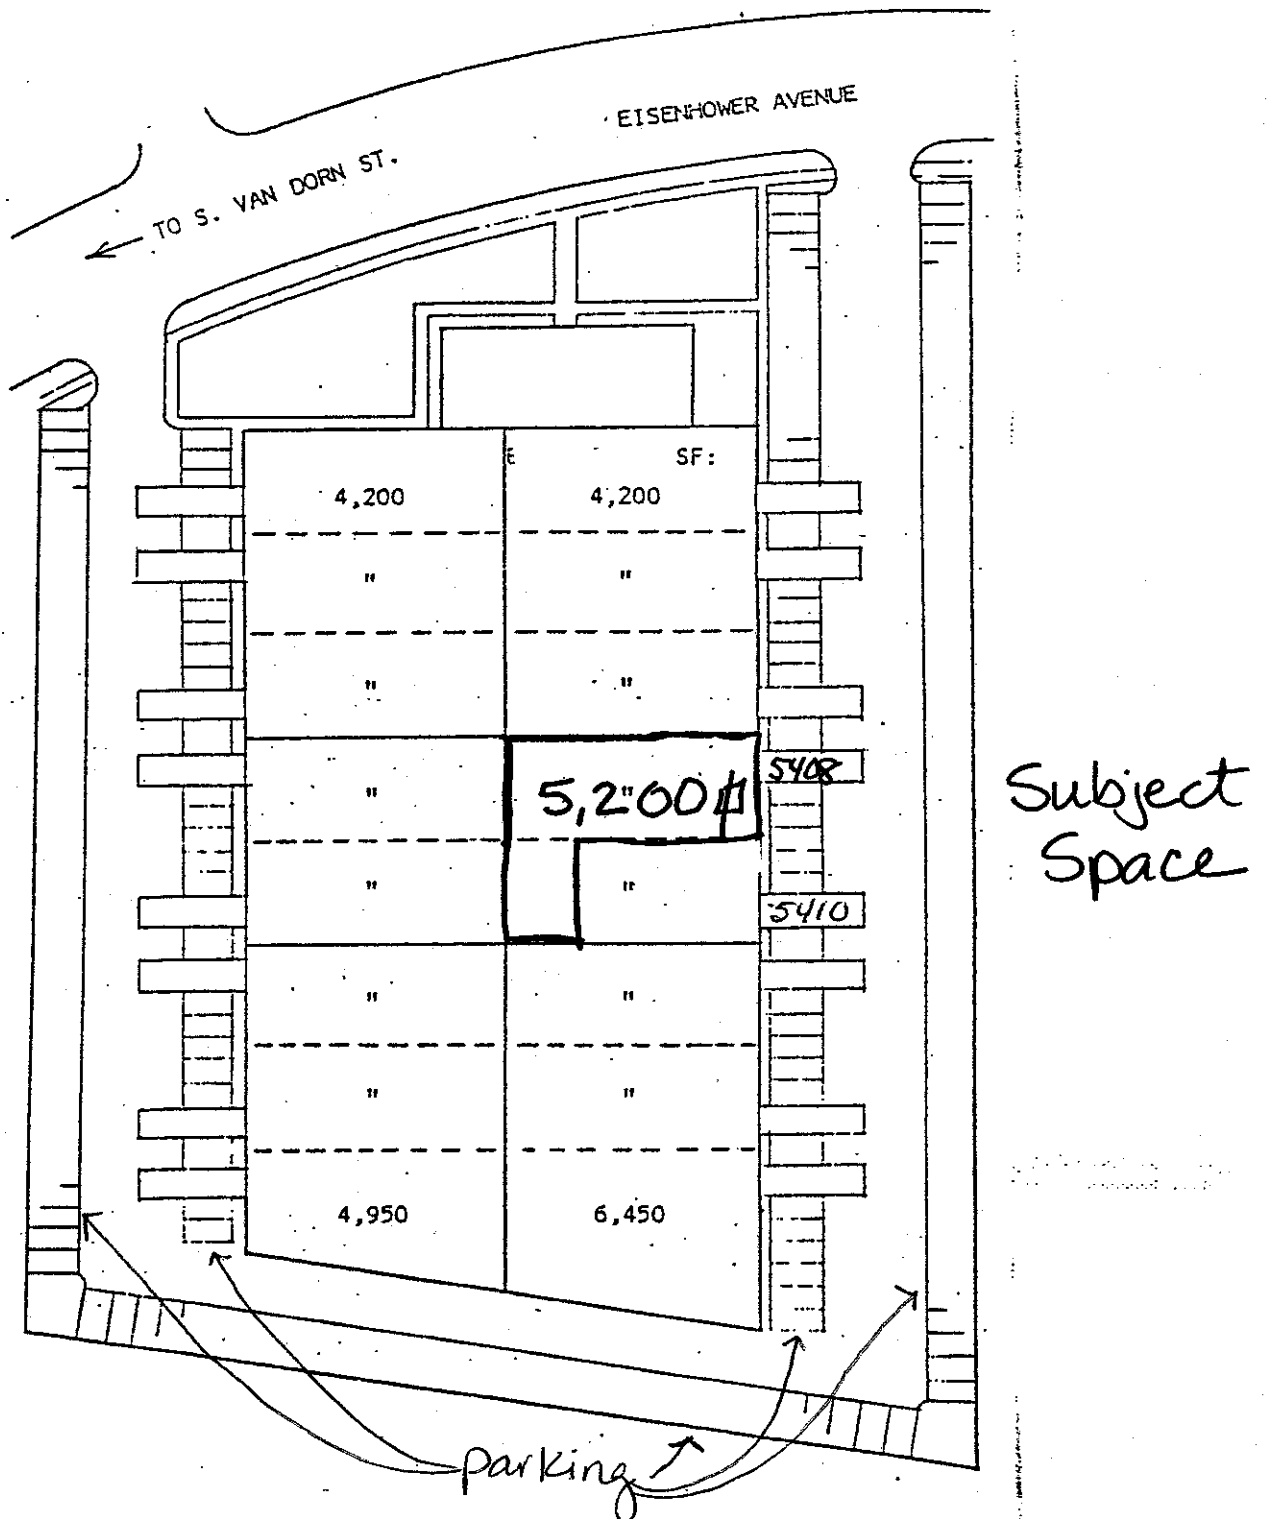 EISENHOWER AVENUE
TO S. VAN DORN ST.
E SF:
4,200 4,200
" "
" "
" 5,200 " 5408
Subject
Space
" " 5410
" "
" "
4,950 6,450
parking